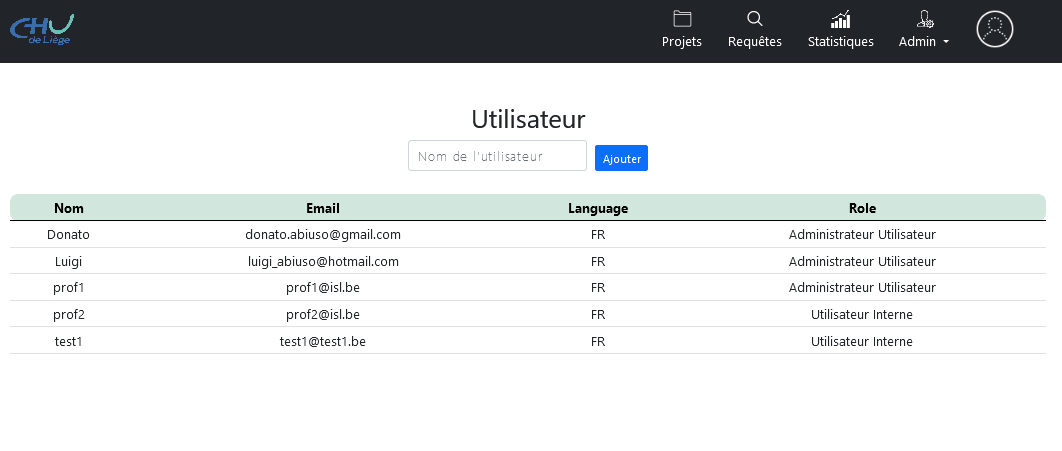 CHU
de Liège
Projets
Requêtes
Statistiques
Admin
Utilisateur
Nom de l'utilisateur
Ajouter
Nom Email Language Role
Donato donato.abiuso@gmail.com FR Administrateur Utilisateur
Luigi luigi_abiuso@hotmail.com FR Administrateur Utilisateur
prof1 prof1@isl.be FR Administrateur Utilisateur
prof2 prof2@isl.be FR Utilisateur Interne
test1 test1@test1.be FR Utilisateur Interne